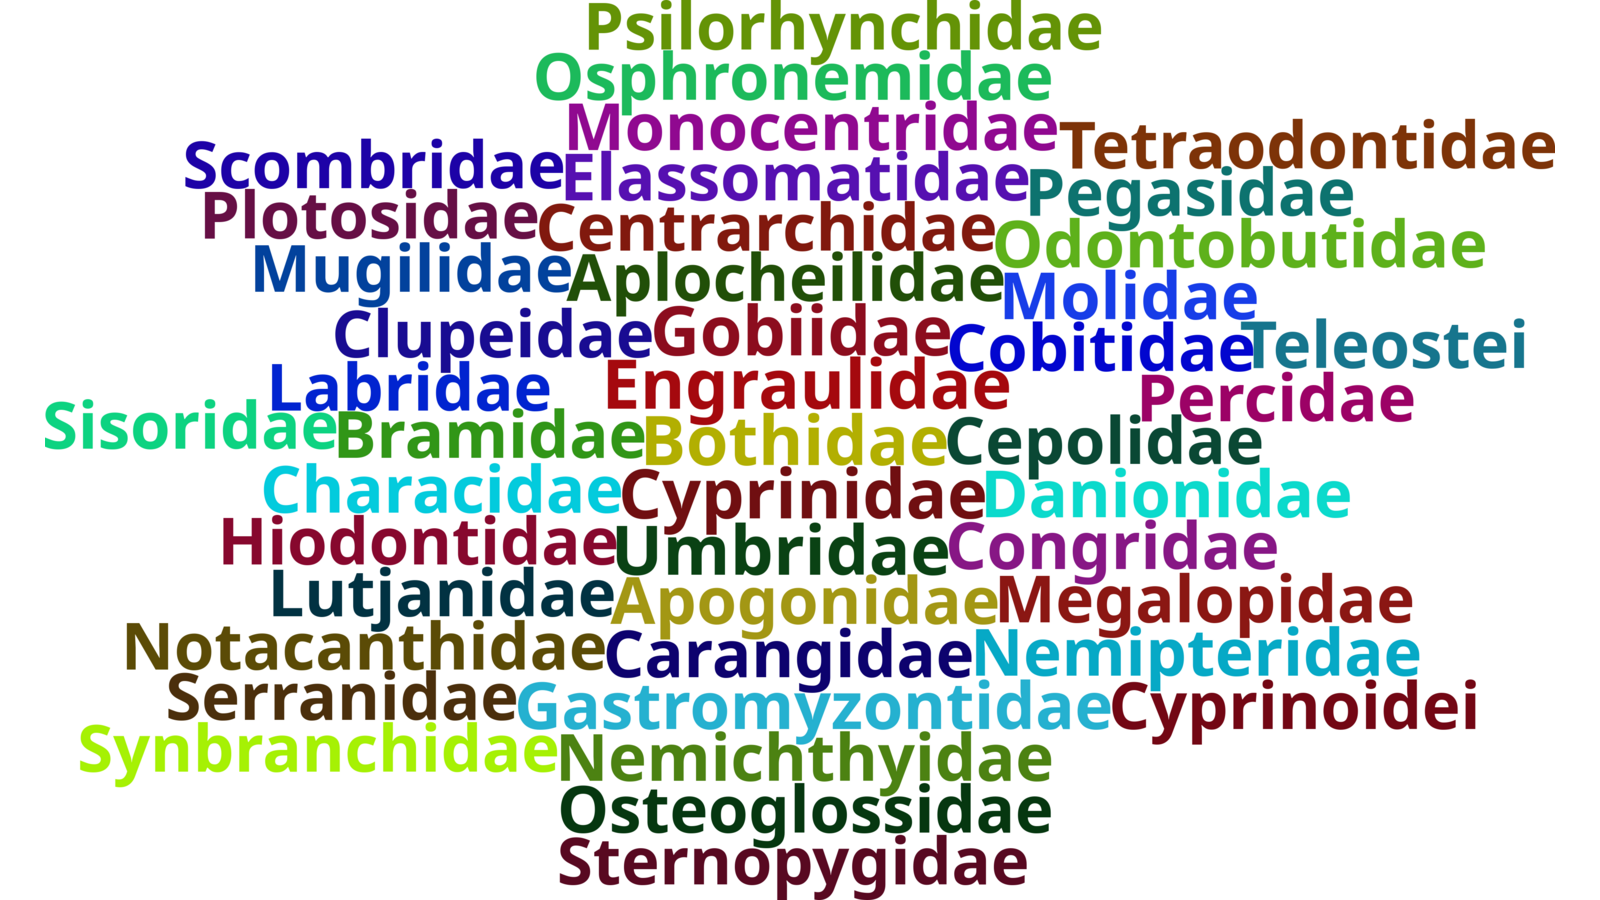 Psilorhynchidae
Osphronemidae
Monocentridae Tetraodontidae
Scombridae Elassomatidae Pegasidae
Plotosidae Centrarchidae Odontobutidae
Mugilidae Aplocheilidae Molidae
Clupeidae Gobiidae Cobitidae Teleostei
Labridae Engraulidae Percidae
Sisoridae Bramidae Bothidae Cepolidae
Characidae Cyprinidae Danionidae
Hiodontidae Umbridae Congridae
Lutjanidae Apogonidae Megalopidae
Notacanthidae Carangidae Nemipteridae
Serranidae Gastromyzontidae Cyprinoidei
Synbranchidae Nemichthyidae
Osteoglossidae
Sternopygidae